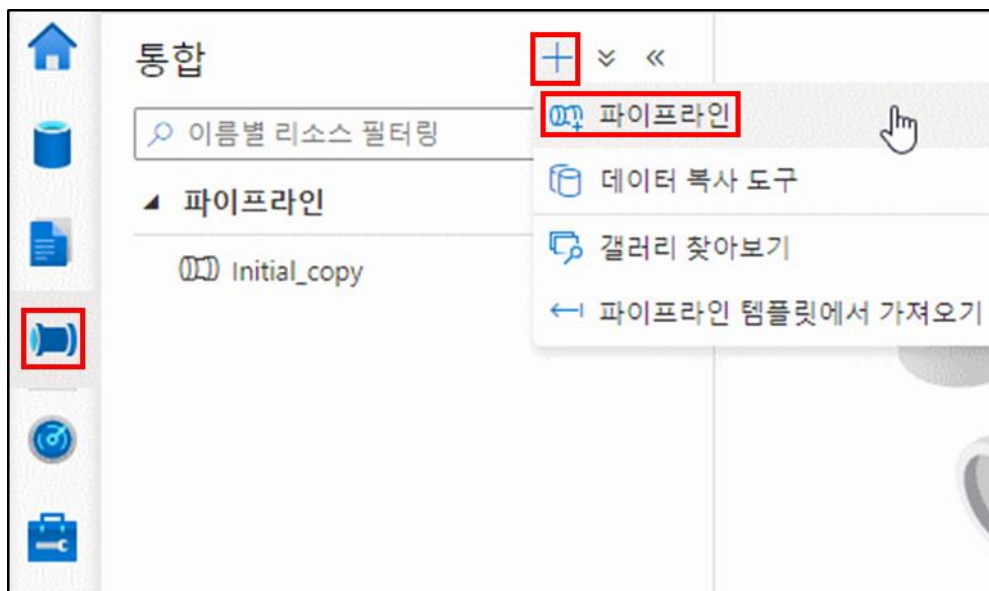 통합
파이프라인
이름별 리소스 필터링
데이터 복사 도구
파이프라인
갤러리 찾아보기
Initial_copy
파이프라인 템플릿에서 가져오기